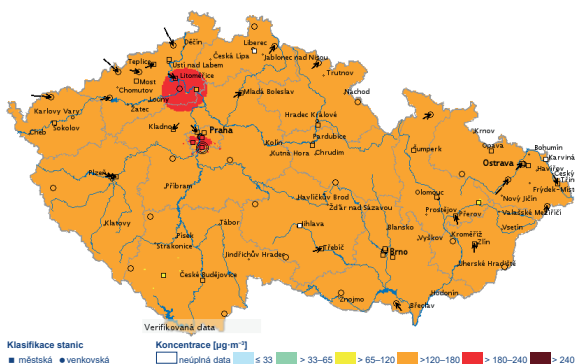 Děčín
Liberec
Teplice
Ústí nad Labem
Česká Lípa
Jablonec nad Nisou
Litoměřice
Most
Chomutov
Trutnov
Louny
Žatec
Mladá Boleslav
Náchod
Karlovy Vary
Sokolov
Cheb
Hradec Králové
Krnov
Kladno
Praha
Opava
Bohumín
Kolín
Pardubice
Karviná
Kutná Hora
Chrudim
Šumperk
Ostrava
Havířov
Český
Plzeň
Frýdek-Míst
Příbram
Olomouc
Nový Jičín
Havlíčkův Brod
Žďár nad Sázavou
Prostějov
Přerov
Valašské Meziříčí
Klatovy
Tábor
Jihlava
Blansko
Vsetín
Písek
Vyškov
Kroměříž
Zlín
Strakonice
Jindřichův Hradec
Třebíč
Brno
Uherské Hradiště
České Budějovice
Hodonín
Znojmo
Břeclav
Verifikovaná data
Klasifikace stanic
městská
venkovská
Koncentrace [µg·m⁻³]
neúplná data
≤ 33
> 33–65
> 65–120
>120–180
> 180–240
> 240